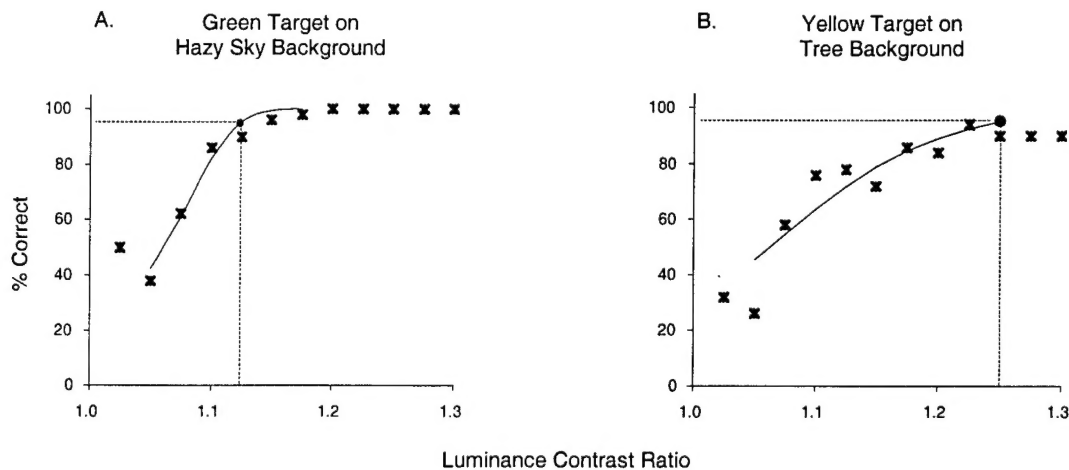 A.
Green Target on
Hazy Sky Background
% Correct
100
80
60
40
20
0
1.0 1.1 1.2 1.3
B.
Yellow Target on
Tree Background
100
80
60
40
20
0
1.0 1.1 1.2 1.3
Luminance Contrast Ratio